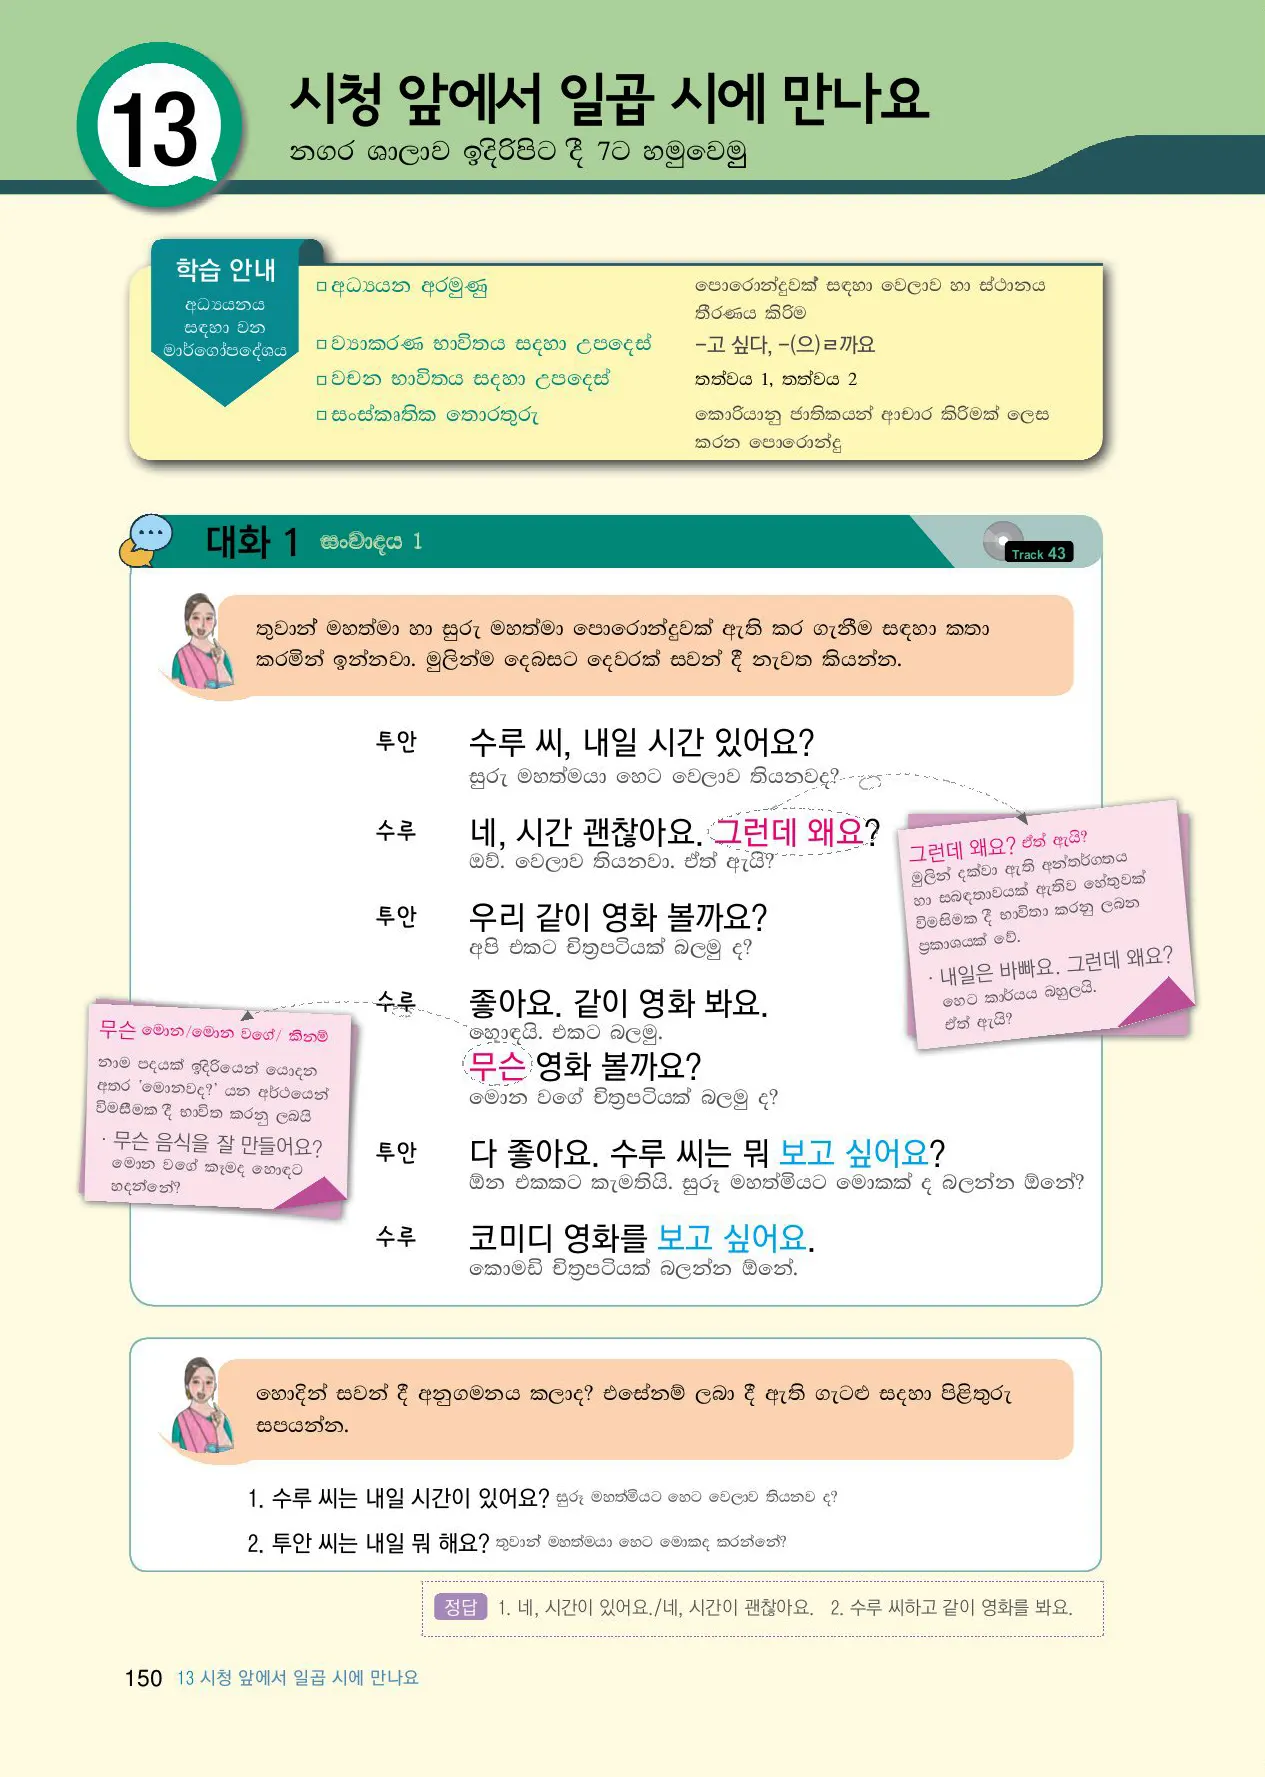 13
시청 앞에서 일곱 시에 만나요
නගර ශාලාව ඉදිරිපිට දී 7ට හමුවෙමු
학습 안내
අධ්‍යයනය
සඳහා වන
මාර්ගෝපදේශය
□ අධ්‍යයන අරමුණු
පොරොන්දුවක් සඳහා වෙලාව හා ස්ථානය
තීරණය කිරිම
□ ව්‍යාකරණ භාවිතය සඳහා උපදෙස්
-고 싶다, -(으)ㄹ까요
□ වචන භාවිතය සඳහා උපදෙස්
තත්වය 1, තත්වය 2
□ සංස්කෘතික තොරතුරු
කොරියානු ජාතිකයන් ආචාර කිරිමක් ලෙස
කරන පොරොන්දු
대화 1 සංවාදය 1
Track 43
තුවාන් මහත්මා හා සුරු මහත්මා පොරොන්දුවක් ඇති කර ගැනීම සඳහා කතා
කරමින් ඉන්නවා. මුලින්ම දෙබසට දෙවරක් සවන් දී නැවත කියන්න.
투안 수루 씨, 내일 시간 있어요?
සුරු මහත්මයා හෙට වෙලාව තියනවද?
수루 네, 시간 괜찮아요. 그런데 왜요?
ඔව්. වෙලාව තියනවා. ඒත් ඇයි?
투안 우리 같이 영화 볼까요?
අපි එකට චිත්‍රපටියක් බලමු ද?
수루 좋아요. 같이 영화 봐요.
හොඳයි. එකට බලමු.
무슨 영화 볼까요?
මොන වගේ චිත්‍රපටියක් බලමු ද?
투안 다 좋아요. 수루 씨는 뭐 보고 싶어요?
ඕන එකකට කැමතියි. සුරු මහත්මියට මොකක් ද බලන්න ඕනේ?
수루 코미디 영화를 보고 싶어요.
කොමඩි චිත්‍රපටියක් බලන්න ඕනේ.
그런데 왜요? ඒත් ඇයි?
මුලින් දක්වා ඇති අන්තර්ගතය
හා සබඳතාවයක් ඇතිව හේතුවක්
විමසිමක දී භාවිතා කරනු ලබන
ප්‍රකාශයක් වේ.
· 내일은 바빠요. 그런데 왜요?
හෙට කාර්යය බහුලයි.
ඒත් ඇයි?
무슨 මොන/මොන වගේ/ කිනම්
නාම පදයක් ඉදිරියෙන් යොදන
අතර 'මොනවද?' යන අර්ථයෙන්
විමසීමක දී භාවිත කරනු ලබයි
· 무슨 음식을 잘 만들어요?
මොන වගේ කෑමද හොඳට
හදන්නේ?
හොදින් සවන් දී අනුගමනය කලාද? එසේනම් ලබා දී ඇති ගැටළු සදහා පිළිතුරු
සපයන්න.
1. 수루 씨는 내일 시간이 있어요? සුරු මහත්මියට හෙට වෙලාව තියනව ද?
2. 투안 씨는 내일 뭐 해요? තුවාන් මහත්මයා හෙට මොකද කරන්නේ?
정답 1. 네, 시간이 있어요./네, 시간이 괜찮아요. 2. 수루 씨하고 같이 영화를 봐요.
150 13 시청 앞에서 일곱 시에 만나요